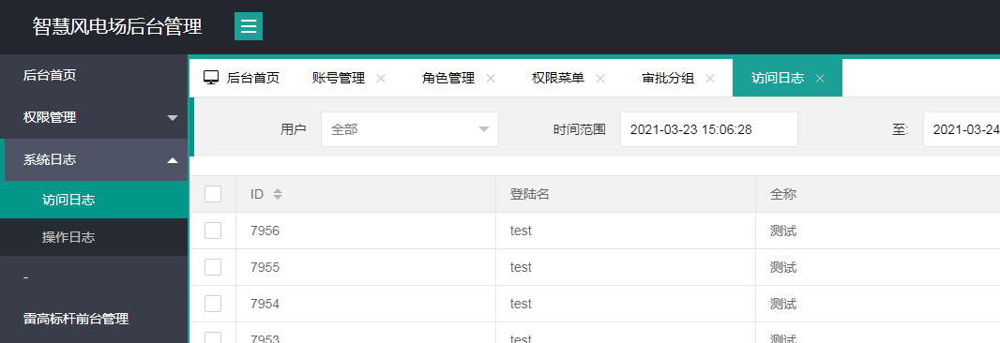 智慧风电场后台管理
后台首页
权限管理
系统日志
访问日志
操作日志
-
雷高标杆前台管理
后台首页 账号管理 角色管理 权限菜单 审批分组 访问日志
用户 全部 时间范围 2021-03-23 15:06:28 至: 2021-03-24
ID 登陆名 全称
7956 test 测试
7955 test 测试
7954 test 测试
7953 test 测试